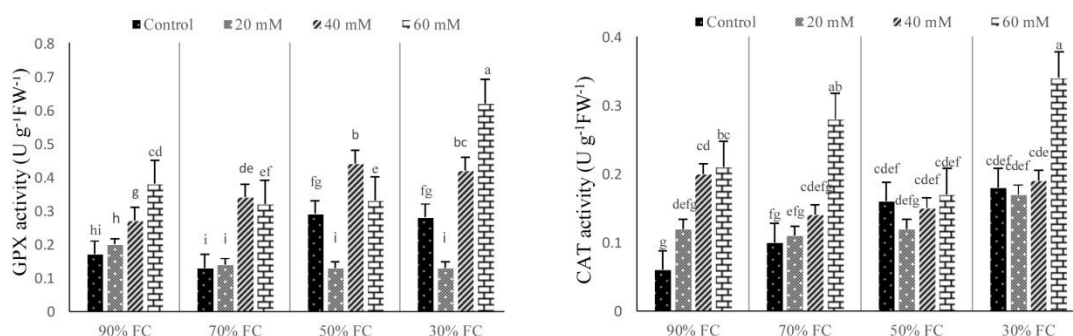 Control 20 mM 40 mM 60 mM
GPX activity (U g-1FW-1)
0.8
0.7
0.6
0.5
0.4
0.3
0.2
0.1
0
hi h g cd
i i de ef
fg i b e
fg i bc a
90% FC 70% FC 50% FC 30% FC
Control 20 mM 40 mM 60 mM
CAT activity (U g-1FW-1)
0.4
0.3
0.2
0.1
0
g defg cd bc
fg efg cdefg ab
cdef defg cdef cdef
cdef cdef cde a
90% FC 70% FC 50% FC 30% FC